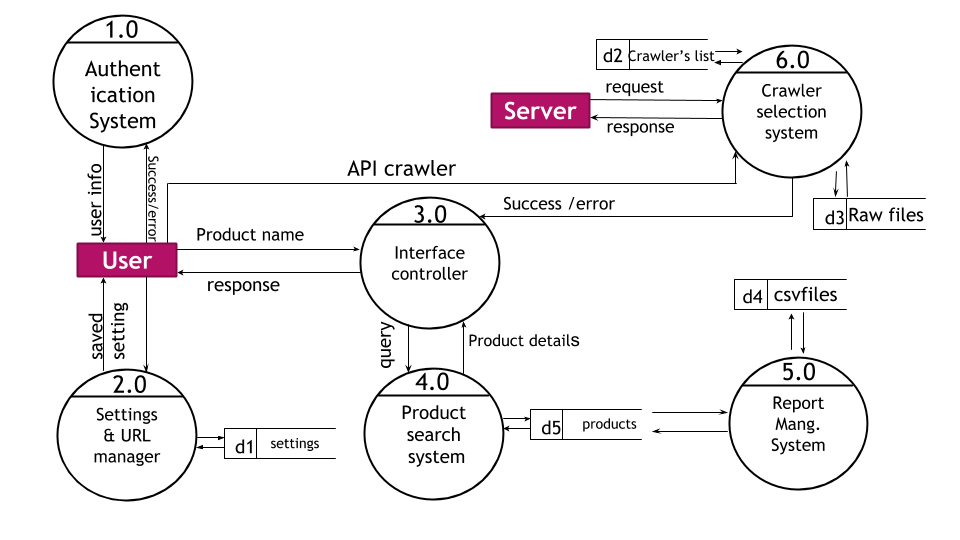 1.0
Authent
ication
System
d2
Crawler's list
6.0
Crawler
selection
system
request
Server
response
user info
Success/error
API crawler
Success /error
d3
Raw files
Product name
3.0
Interface
controller
User
response
saved
setting
query
Product details
d4
csvfiles
2.0
Settings
& URL
manager
d1
settings
4.0
Product
search
system
d5
products
5.0
Report
Mang.
System